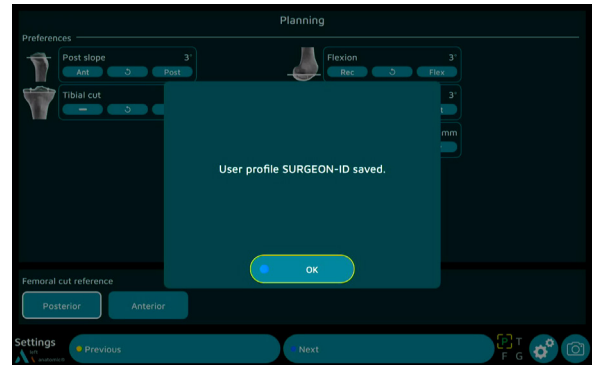 Planning
Preferences
Post slope 3°
Ant Post
Flexion 3°
Rec Flex
Tibial cut
3°
mm
User profile SURGEON-ID saved.
OK
Femoral cut reference
Posterior Anterior
Settings
left
Previous
Next
P T
F G